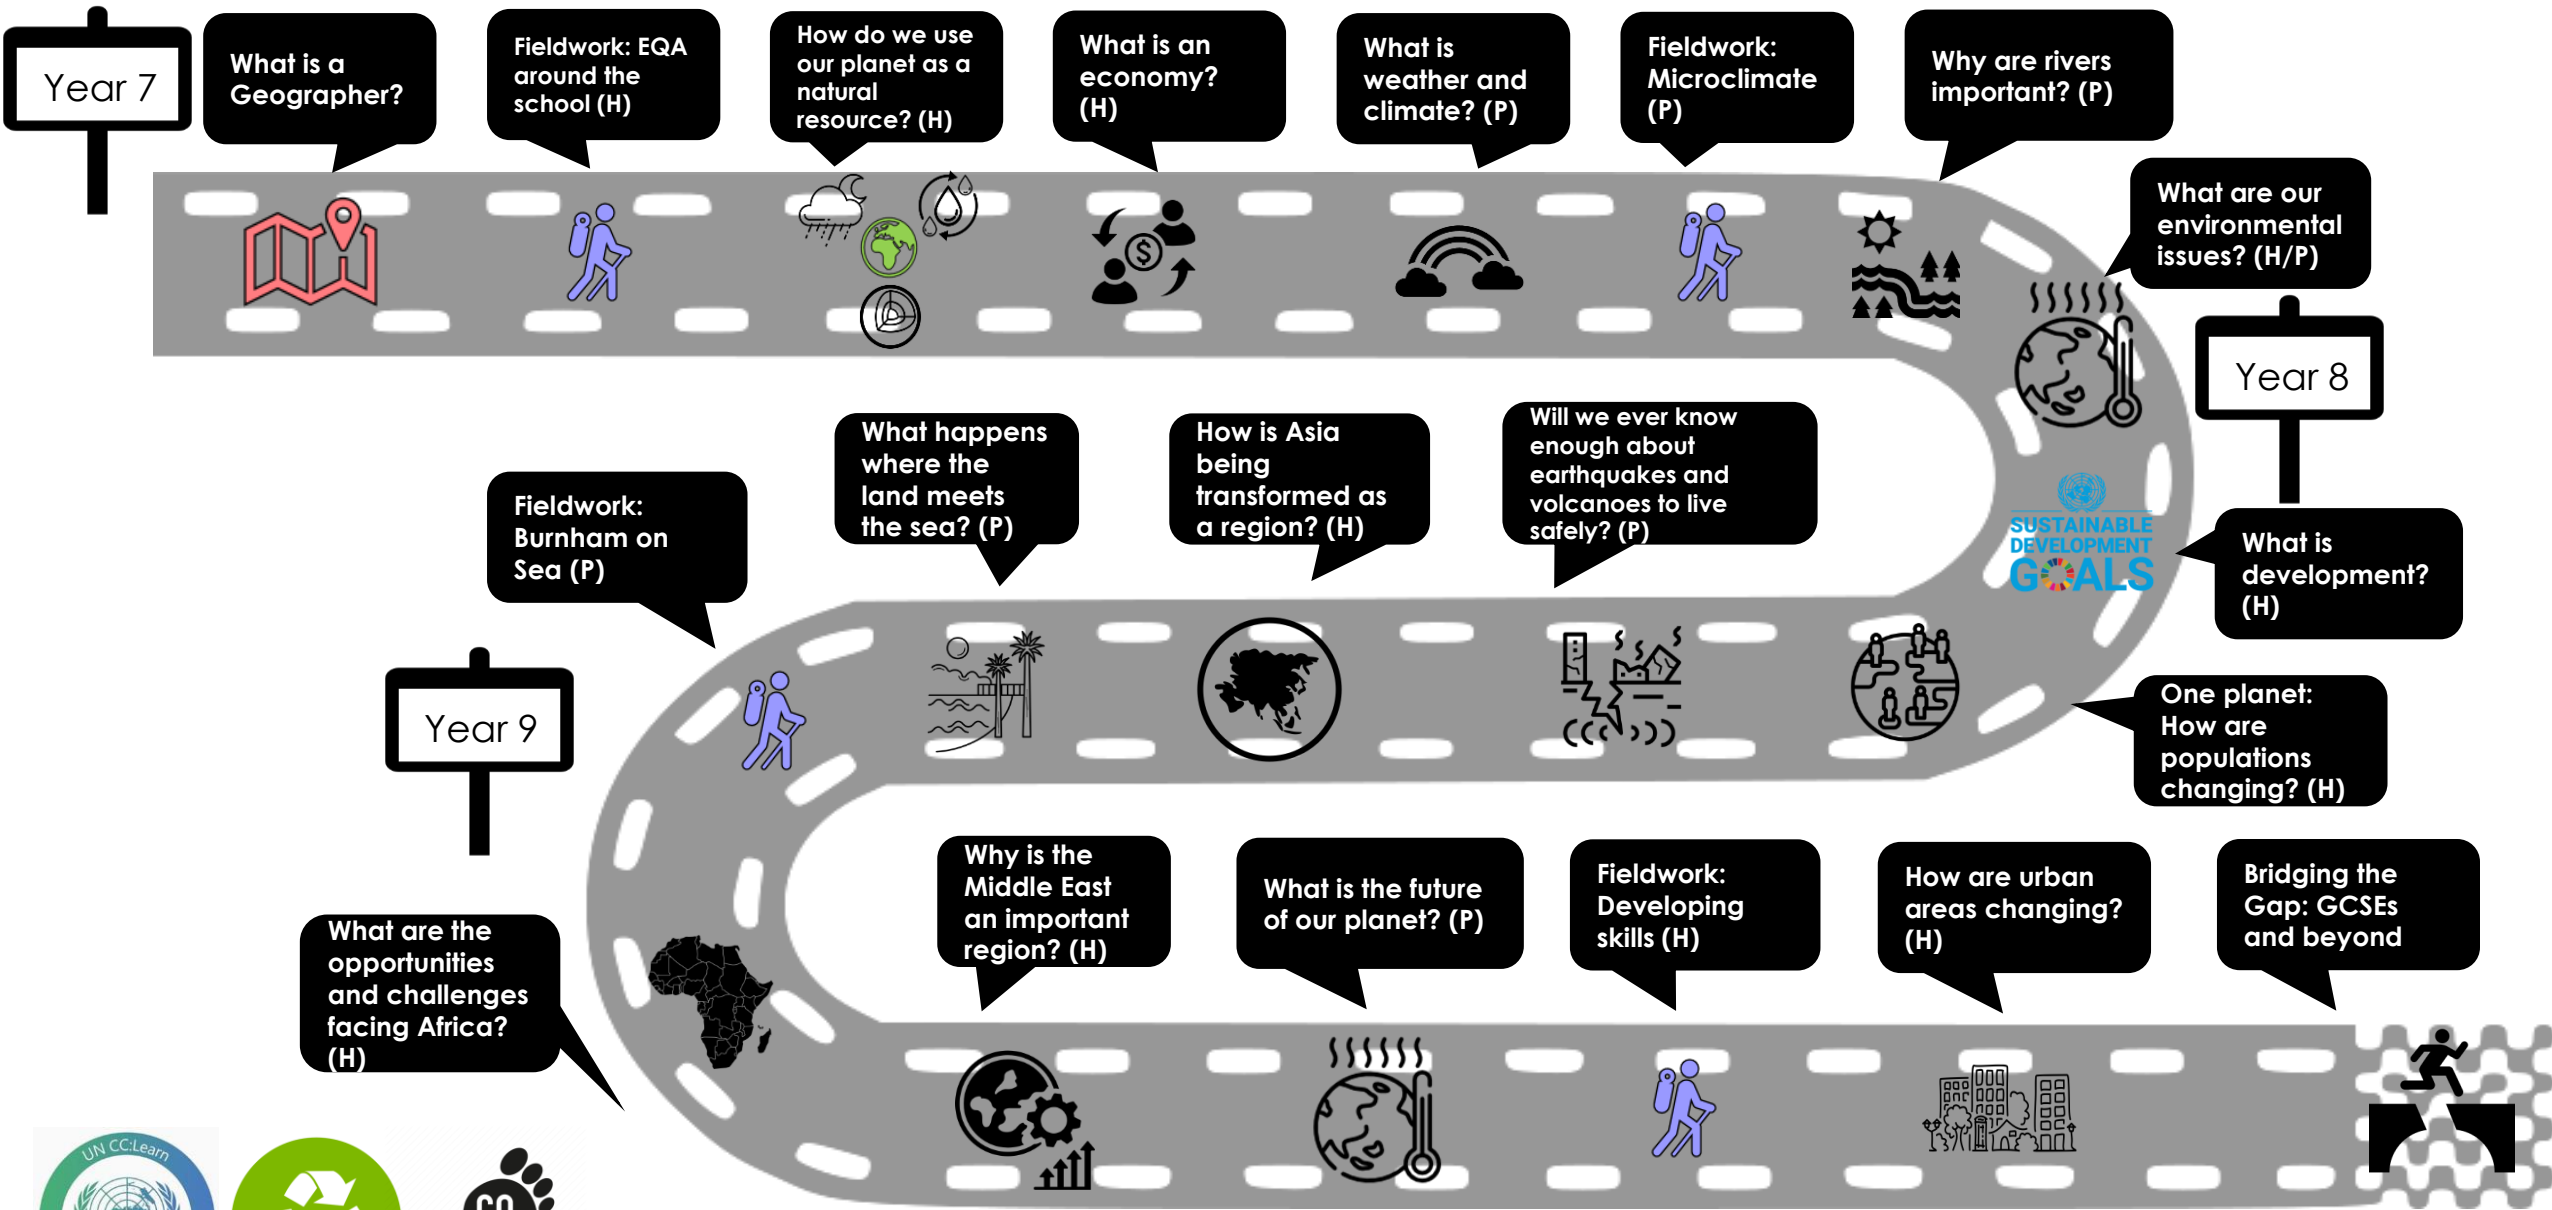 Year 7
What is a
Geographer?
Fieldwork: EQA
around the
school (H)
How do we use
our planet as a
natural
resource? (H)
What is an
economy?
(H)
What is
weather and
climate? (P)
Fieldwork:
Microclimate
(P)
Why are rivers
important? (P)
What are our
environmental
issues? (H/P)
Year 8
SUSTAINABLE
DEVELOPMENT
GOALS
What is
development?
(H)
One planet:
How are
populations
changing? (H)
Will we ever know
enough about
earthquakes and
volcanoes to live
safely? (P)
How is Asia
being
transformed as
a region? (H)
What happens
where the
land meets
the sea? (P)
Fieldwork:
Burnham on
Sea (P)
Year 9
What are the
opportunities
and challenges
facing Africa?
(H)
Why is the
Middle East
an important
region? (H)
What is the future
of our planet? (P)
Fieldwork:
Developing
skills (H)
How are urban
areas changing?
(H)
Bridging the
Gap: GCSEs
and beyond
$
UN CC:Learn